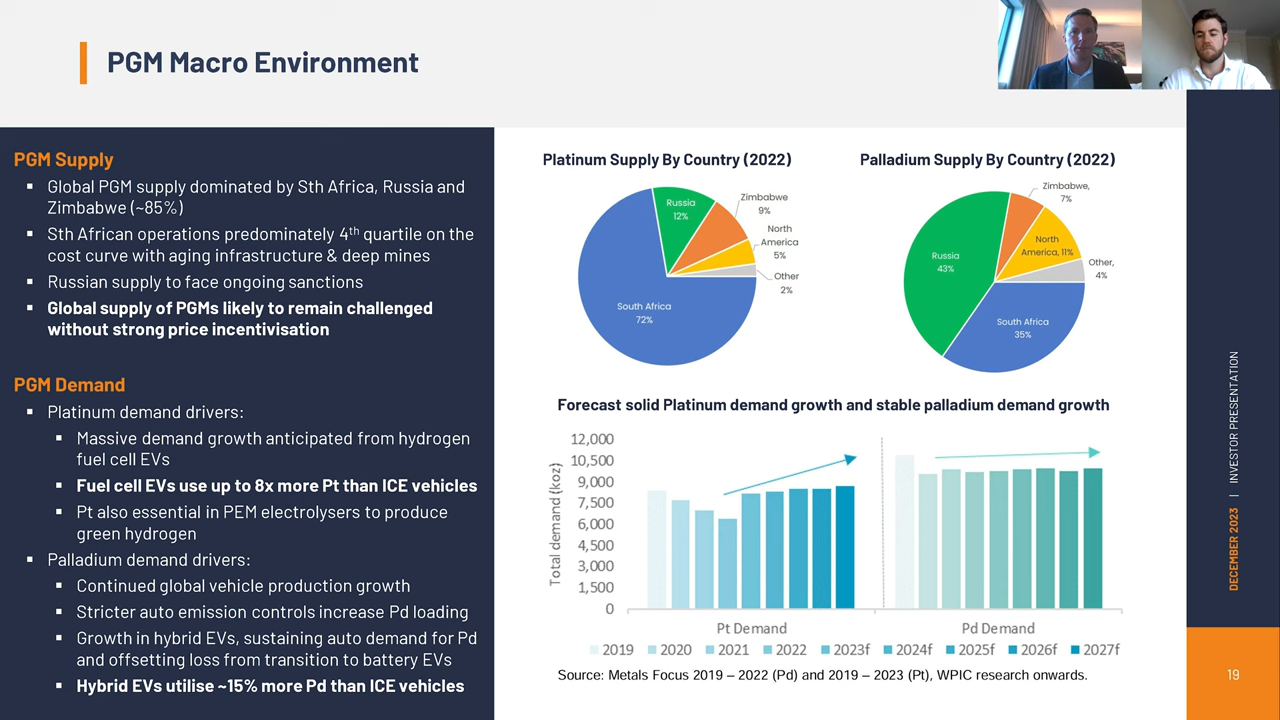 PGM Macro Environment
PGM Supply
▪ Global PGM supply dominated by Sth Africa, Russia and
Zimbabwe (~85%)
▪ Sth African operations predominately 4th quartile on the
cost curve with aging infrastructure & deep mines
▪ Russian supply to face ongoing sanctions
▪ Global supply of PGMs likely to remain challenged
without strong price incentivisation
PGM Demand
▪ Platinum demand drivers:
▪ Massive demand growth anticipated from hydrogen
fuel cell EVs
▪ Fuel cell EVs use up to 8x more Pt than ICE vehicles
▪ Pt also essential in PEM electrolysers to produce
green hydrogen
▪ Palladium demand drivers:
▪ Continued global vehicle production growth
▪ Stricter auto emission controls increase Pd loading
▪ Growth in hybrid EVs, sustaining auto demand for Pd
and offsetting loss from transition to battery EVs
▪ Hybrid EVs utilise ~15% more Pd than ICE vehicles
Platinum Supply By Country (2022)
Russia
12%
Zimbabwe
9%
North
America
5%
Other
2%
South Africa
72%
Palladium Supply By Country (2022)
Zimbabwe,
7%
North
America, 11%
Other,
4%
Russia
43%
South Africa
35%
Forecast solid Platinum demand growth and stable palladium demand growth
Total demand (koz)
12,000
10,500
9,000
7,500
6,000
4,500
3,000
1,500
0
Pt Demand
Pd Demand
2019 2020 2021 2022 2023f 2024f 2025f 2026f 2027f
Source: Metals Focus 2019 – 2022 (Pd) and 2019 – 2023 (Pt), WPIC research onwards.
DECEMBER 2023 | INVESTOR PRESENTATION
19